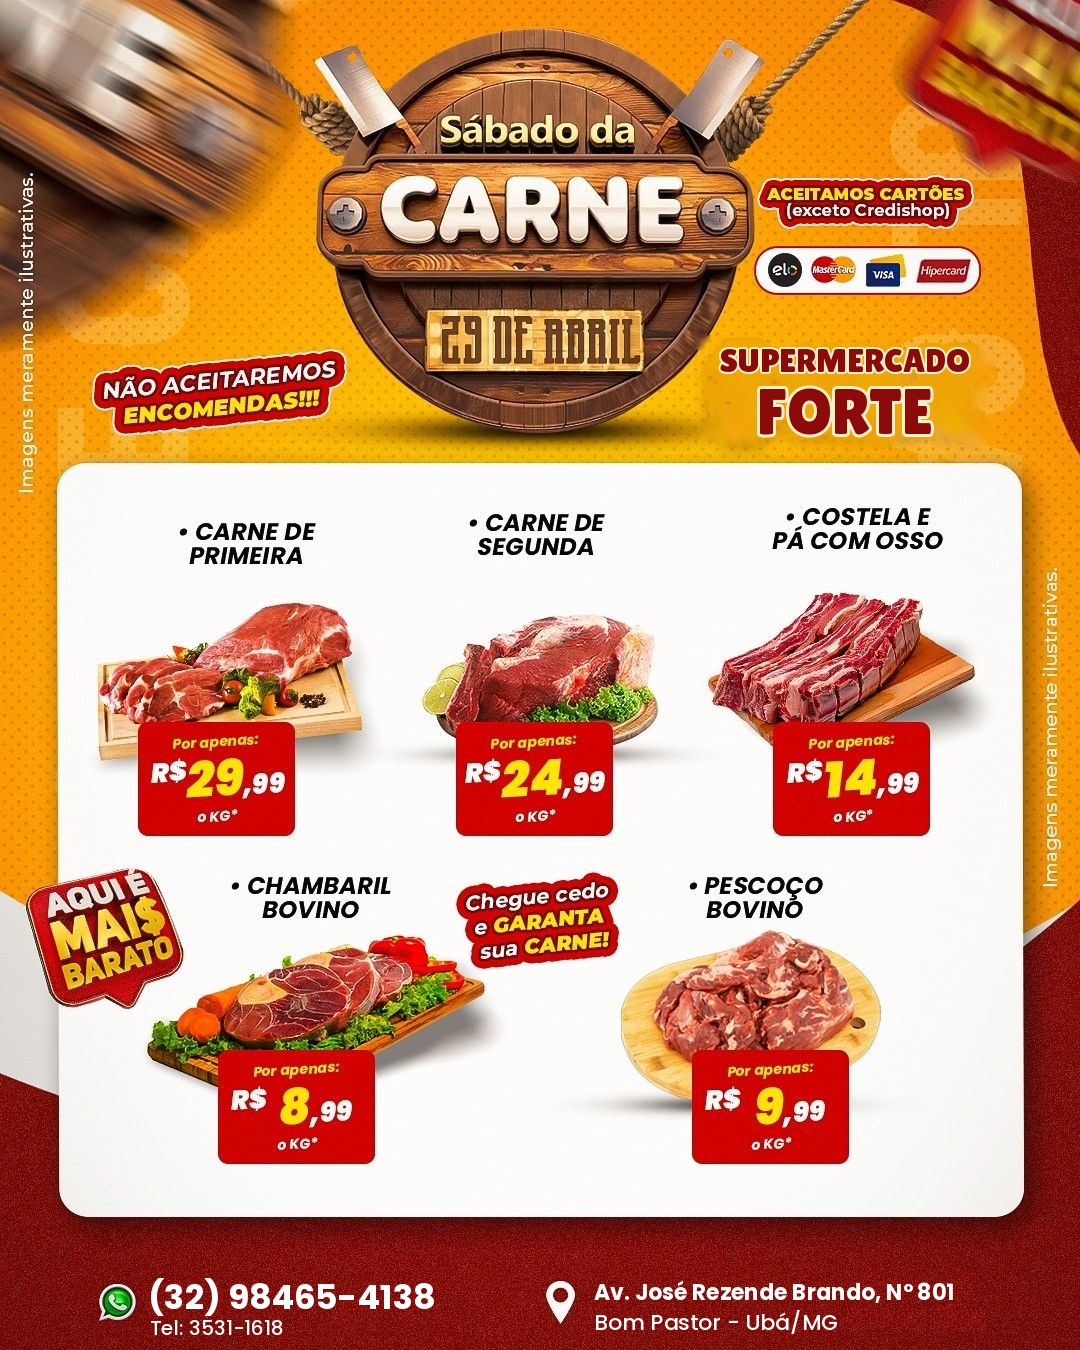 Sábado da
CARNE
29 DE ABRIL
ACEITAMOS CARTÕES
(exceto Credishop)
elo MasterCard VISA Hipercard
NÃO ACEITAREMOS
ENCOMENDAS!!!
SUPERMERCADO
FORTE
Imagens meramente ilustrativas.
• CARNE DE
PRIMEIRA
Por apenas:
R$29,99
o KG*
• CARNE DE
SEGUNDA
Por apenas:
R$24,99
o KG*
• COSTELA E
PÁ COM OSSO
Por apenas:
R$14,99
o KG*
Imagens meramente ilustrativas.
AQUI É
MAI$
BARATO
• CHAMBARIL
BOVINO
Por apenas:
R$ 8,99
o KG*
Chegue cedo
e GARANTA
sua CARNE!
• PESCOÇO
BOVINO
Por apenas:
R$ 9,99
o KG*
(32) 98465-4138
Tel: 3531-1618
Av. José Rezende Brando, Nº 801
Bom Pastor - Ubá/MG